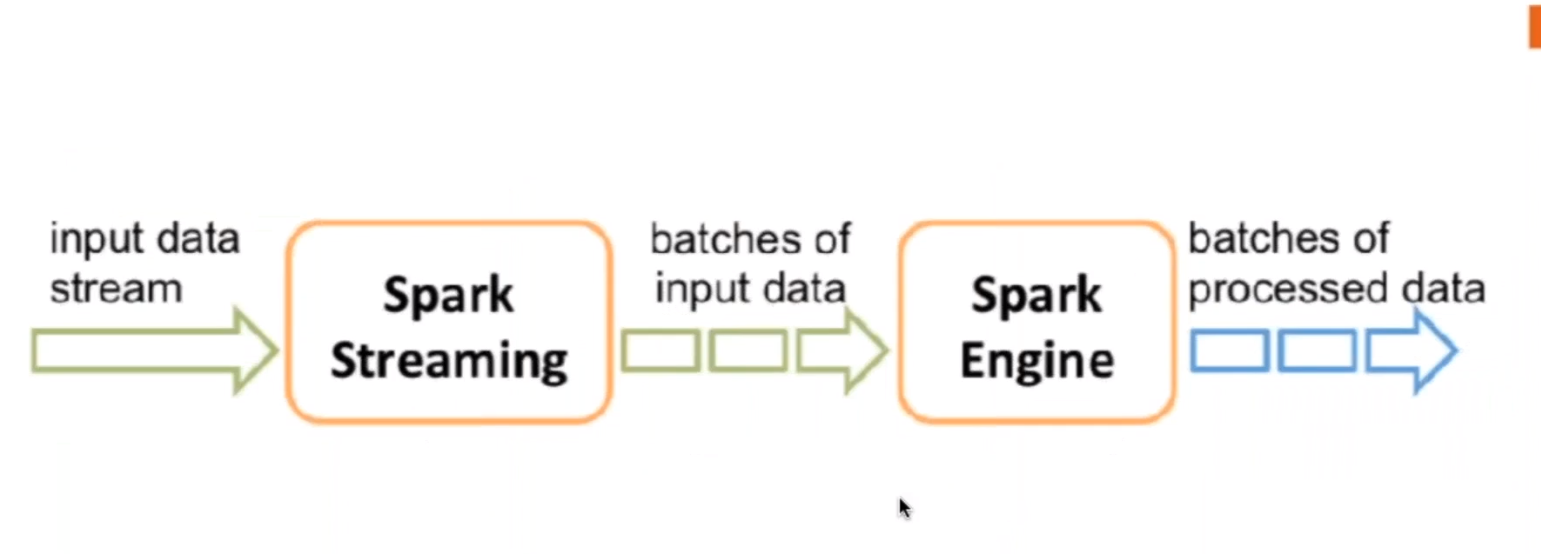 input data
stream
Spark
Streaming
batches of
input data
Spark
Engine
batches of
processed data